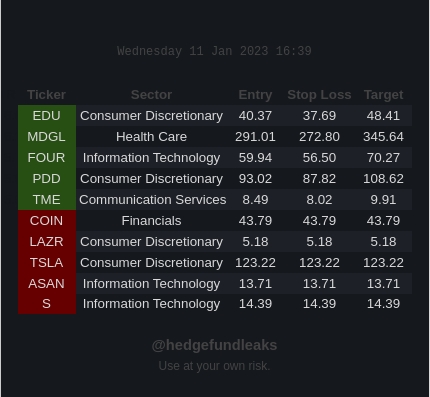 Wednesday 11 Jan 2023 16:39
Ticker Sector Entry Stop Loss Target
EDU Consumer Discretionary 40.37 37.69 48.41
MDGL Health Care 291.01 272.80 345.64
FOUR Information Technology 59.94 56.50 70.27
PDD Consumer Discretionary 93.02 87.82 108.62
TME Communication Services 8.49 8.02 9.91
COIN Financials 43.79 43.79 43.79
LAZR Consumer Discretionary 5.18 5.18 5.18
TSLA Consumer Discretionary 123.22 123.22 123.22
ASAN Information Technology 13.71 13.71 13.71
S Information Technology 14.39 14.39 14.39
@hedgefundleaks
Use at your own risk.